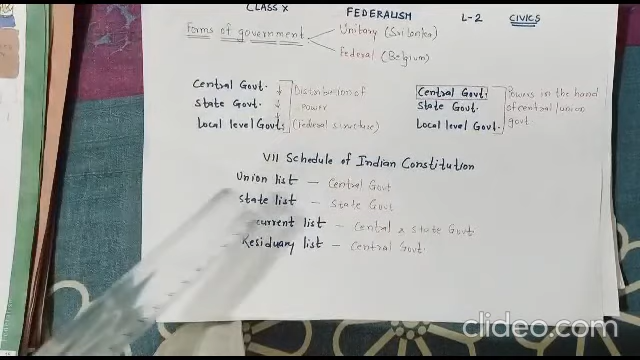 CLASS X FEDERALISM L-2 CIVICS
Forms of government
Unitary (Sri Lanka)
Federal (Belgium)
Central Govt.
State Govt.
Local level Govt.
Distribution of
Power
(Federal structure)
Central Govt.
State Govt.
Local level Govt.
Powers in the hand
of central/union
govt.
VII Schedule of Indian Constitution
Union list - Central Govt
State list - State Govt
current list - Central & State Govt
Residuary list - Central Govt.
clideo.com